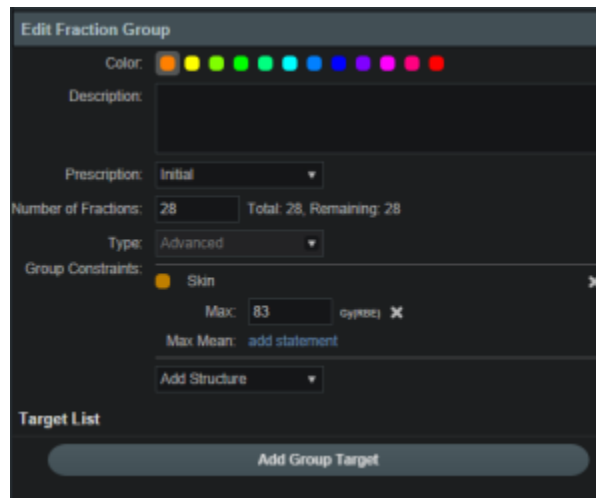 Edit Fraction Group
Color:
Description:
Prescription: Initial
Number of Fractions: 28 Total: 28, Remaining: 28
Type: Advanced
Group Constraints:
Skin
Max: 83 Gy(RBE)
Max Mean: add statement
Add Structure
Target List
Add Group Target